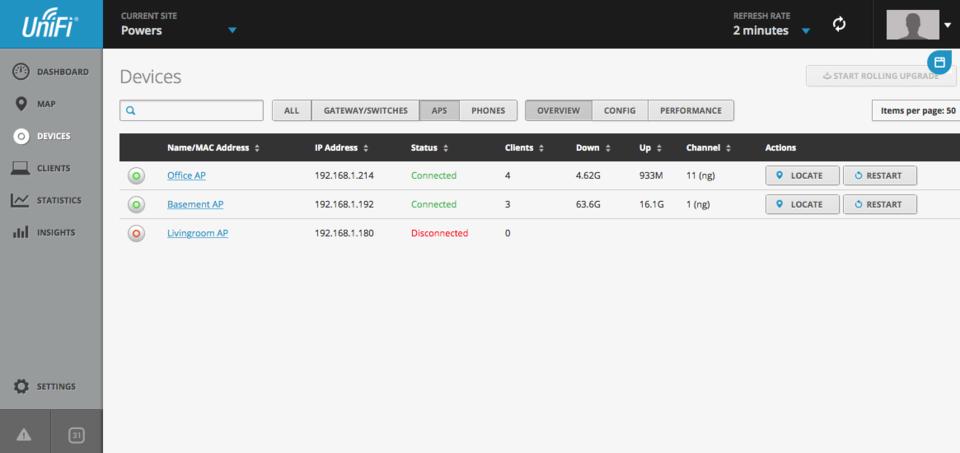 UniFi
CURRENT SITE
Powers
REFRESH RATE
2 minutes
DASHBOARD
MAP
DEVICES
CLIENTS
STATISTICS
INSIGHTS
SETTINGS
31
Devices
START ROLLING UPGRADE
ALL GATEWAY/SWITCHES APS PHONES OVERVIEW CONFIG PERFORMANCE Items per page: 50
Name/MAC Address IP Address Status Clients Down Up Channel Actions
Office AP 192.168.1.214 Connected 4 4.62G 933M 11 (ng) LOCATE RESTART
Basement AP 192.168.1.192 Connected 3 63.6G 16.1G 1 (ng) LOCATE RESTART
Livingroom AP 192.168.1.180 Disconnected 0